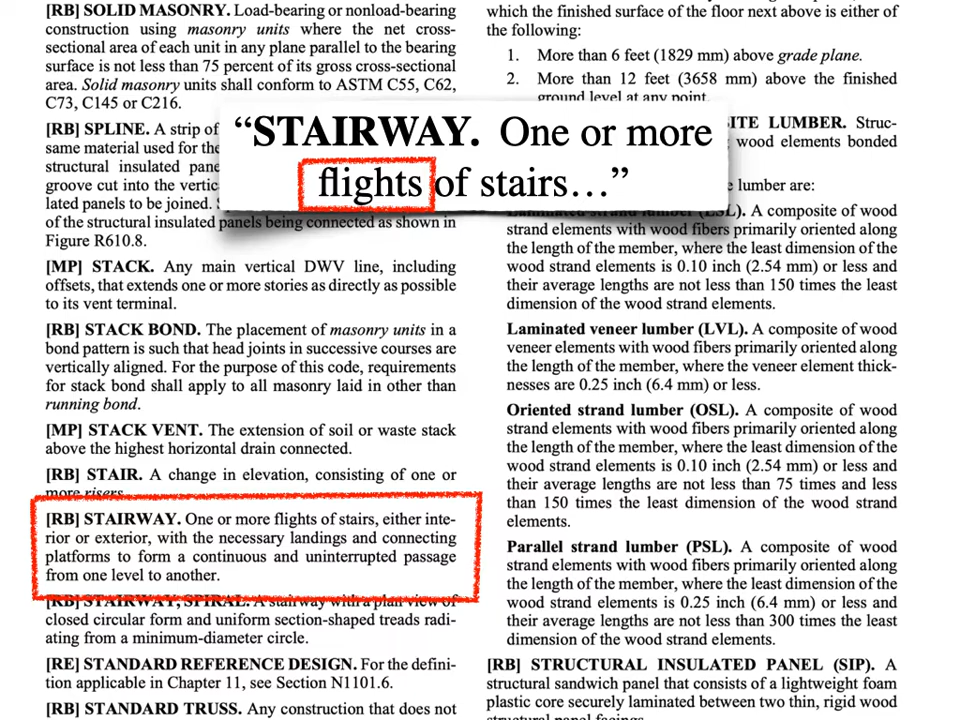 [RB] SOLID MASONRY. Load-bearing or nonload-bearing
construction using masonry units where the net cross-
sectional area of each unit in any plane parallel to the bearing
surface is not less than 75 percent of its gross cross-sectional
area. Solid masonry units shall conform to ASTM C55, C62,
C73, C145 or C216.
[RB] SPLINE. A strip of
same material used for the
structural insulated pane
groove cut into the vertic
lated panels to be joined.
of the structural insulated panels being connected as shown in
Figure R610.8.
[MP] STACK. Any main vertical DWV line, including
offsets, that extends one or more stories as directly as possible
to its vent terminal.
[RB] STACK BOND. The placement of masonry units in a
bond pattern is such that head joints in successive courses are
vertically aligned. For the purpose of this code, requirements
for stack bond shall apply to all masonry laid in other than
running bond.
[MP] STACK VENT. The extension of soil or waste stack
above the highest horizontal drain connected.
[RB] STAIR. A change in elevation, consisting of one or
more risers.
[RB] STAIRWAY. One or more flights of stairs, either inte-
rior or exterior, with the necessary landings and connecting
platforms to form a continuous and uninterrupted passage
from one level to another.
[RB] STAIRWAY, SPIRAL. A stairway with a plan view of
closed circular form and uniform section-shaped treads radi-
ating from a minimum-diameter circle.
[RE] STANDARD REFERENCE DESIGN. For the defini-
tion applicable in Chapter 11, see Section N1101.6.
[RB] STANDARD TRUSS. Any construction that does not
"STAIRWAY. One or more
flights of stairs…"
which the finished surface of the floor next above is either of
the following:
1. More than 6 feet (1829 mm) above grade plane.
2. More than 12 feet (3658 mm) above the finished
ground level at any point.
ITE LUMBER. Struc-
wood elements bonded
lumber are:
Laminated strand lumber (LSL). A composite of wood
strand elements with wood fibers primarily oriented along
the length of the member, where the least dimension of the
wood strand elements is 0.10 inch (2.54 mm) or less and
their average lengths are not less than 150 times the least
dimension of the wood strand elements.
Laminated veneer lumber (LVL). A composite of wood
veneer elements with wood fibers primarily oriented along
the length of the member, where the veneer element thick-
nesses are 0.25 inch (6.4 mm) or less.
Oriented strand lumber (OSL). A composite of wood
strand elements with wood fibers primarily oriented along
the length of the member, where the least dimension of the
wood strand elements is 0.10 inch (2.54 mm) or less and
their average lengths are not less than 75 times and less
than 150 times the least dimension of the wood strand
elements.
Parallel strand lumber (PSL). A composite of wood
strand elements with wood fibers primarily oriented along
the length of the member, where the least dimension of the
wood strand elements is 0.25 inch (6.4 mm) or less and
their average lengths are not less than 300 times the least
dimension of the wood strand elements.
[RB] STRUCTURAL INSULATED PANEL (SIP). A
structural sandwich panel that consists of a lightweight foam
plastic core securely laminated between two thin, rigid wood
structural panel facings.